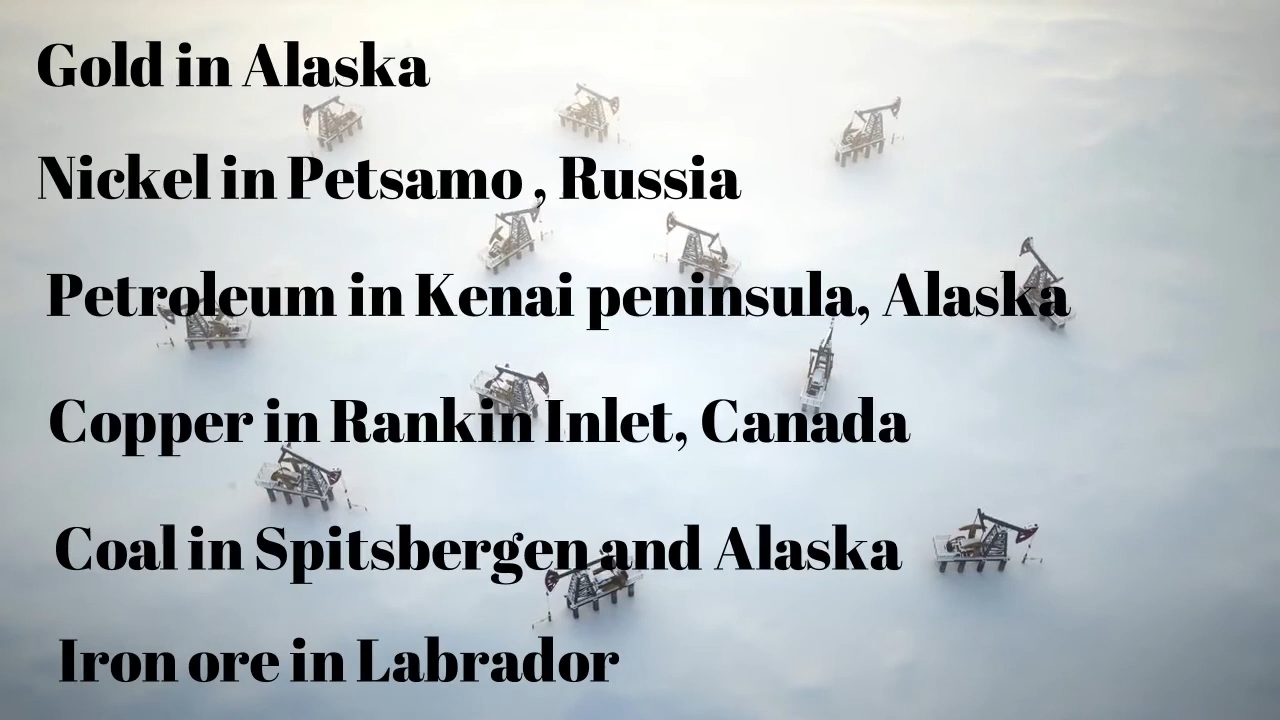 Gold in Alaska
Nickel in Petsamo , Russia
Petroleum in Kenai peninsula, Alaska
Copper in Rankin Inlet, Canada
Coal in Spitsbergen and Alaska
Iron ore in Labrador